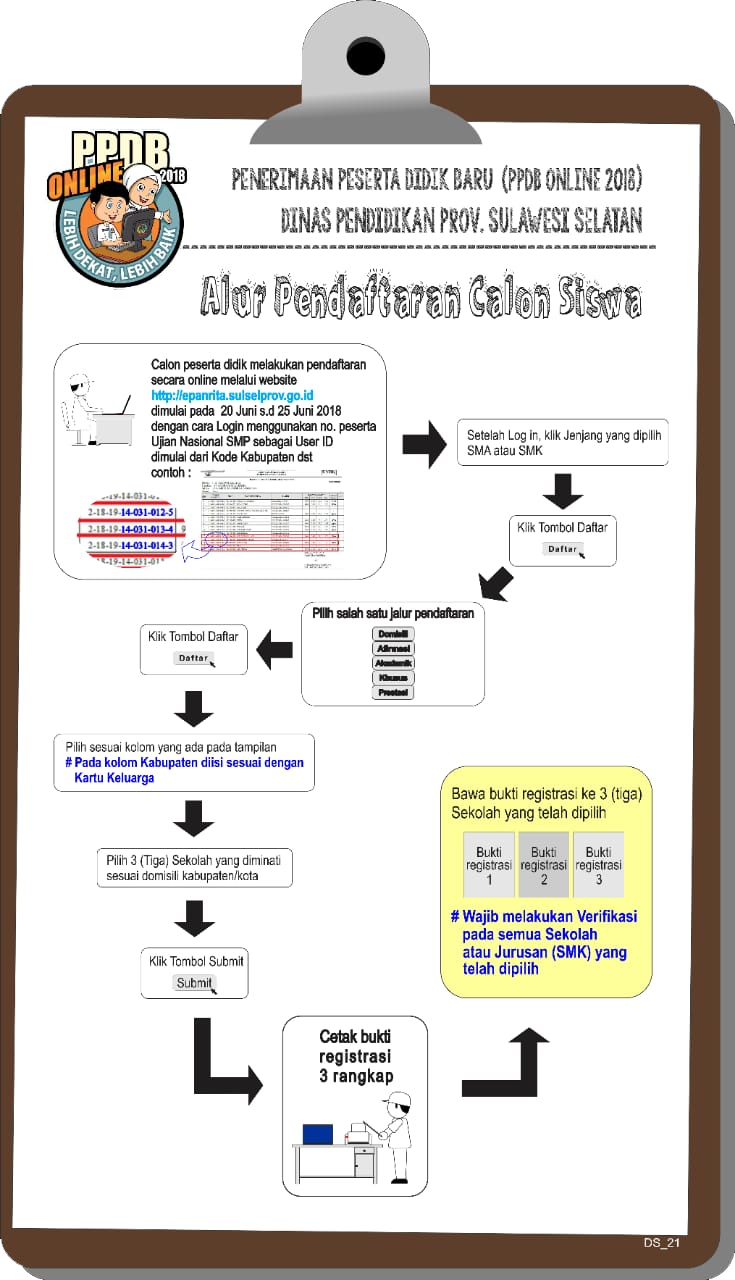 PPDB
ONLINE 2018
LEBIH DEKAT, LEBIH BAIK
PENERIMAAN PESERTA DIDIK BARU (PPDB ONLINE 2018)
DINAS PENDIDIKAN PROV. SULAWESI SELATAN
Alur Pendaftaran Calon Siswa
Calon peserta didik melakukan pendaftaran
secara online melalui website
http://epanrita.sulselprov.go.id
dimulai pada 20 Juni s.d 25 Juni 2018
dengan cara Login menggunakan no. peserta
Ujian Nasional SMP sebagai User ID
dimulai dari Kode Kabupaten dst
contoh :
2-18-19-14-031-012-5
2-18-19-14-031-013-4
2-18-19-14-031-014-3
Setelah Log in, klik Jenjang yang dipilih
SMA atau SMK
Klik Tombol Daftar
Daftar
Pilih salah satu jalur pendaftaran
Domisili
Afirmasi
Akademik
Khusus
Prestasi
Klik Tombol Daftar
Daftar
Pilih sesuai kolom yang ada pada tampilan
# Pada kolom Kabupaten diisi sesuai dengan
Kartu Keluarga
Pilih 3 (Tiga) Sekolah yang diminati
sesuai domisili kabupaten/kota
Klik Tombol Submit
Submit
Cetak bukti
registrasi
3 rangkap
Bawa bukti registrasi ke 3 (tiga)
Sekolah yang telah dipilih
Bukti registrasi 1
Bukti registrasi 2
Bukti registrasi 3
# Wajib melakukan Verifikasi
pada semua Sekolah
atau Jurusan (SMK) yang
telah dipilih
DS_21